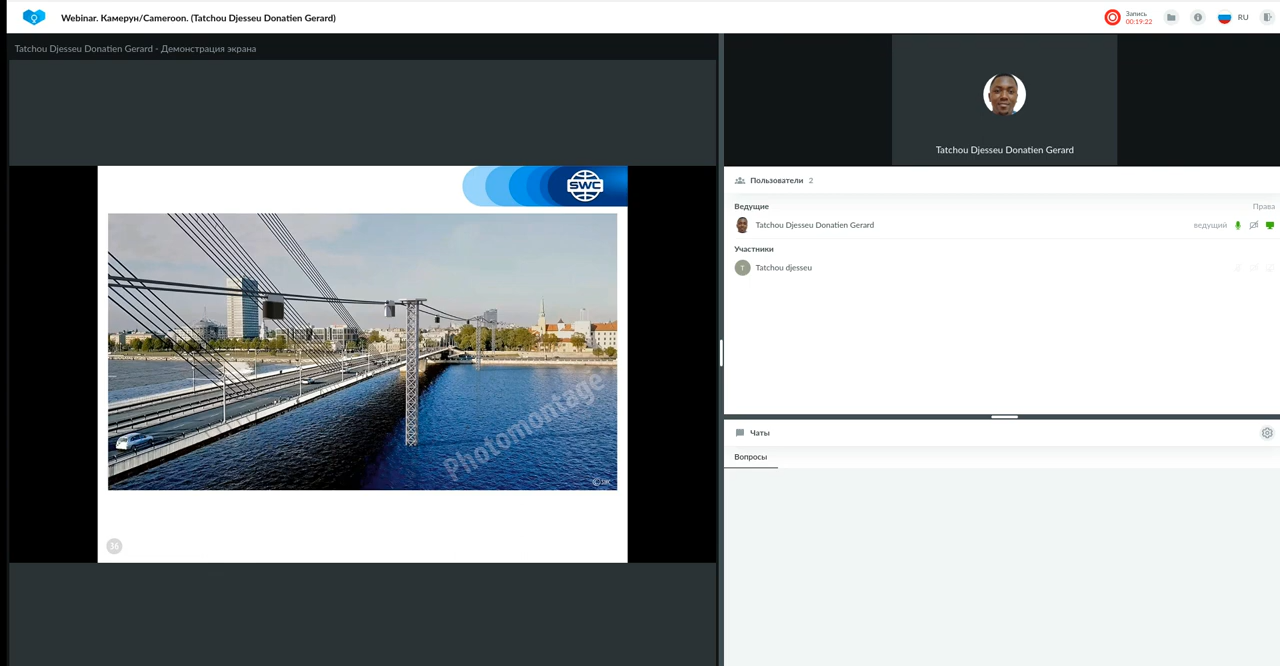 Webinar. Камерун/Cameroon. (Tatchou Djesseu Donatien Gerard)
Запись
00:19:22
RU
Tatchou Djesseu Donatien Gerard - Демонстрация экрана
SWC
Photomontage
36
Tatchou Djesseu Donatien Gerard
Пользователи 2
Ведущие Права
Tatchou Djesseu Donatien Gerard ведущий
Участники
T Tatchou djesseu
Чаты
Вопросы